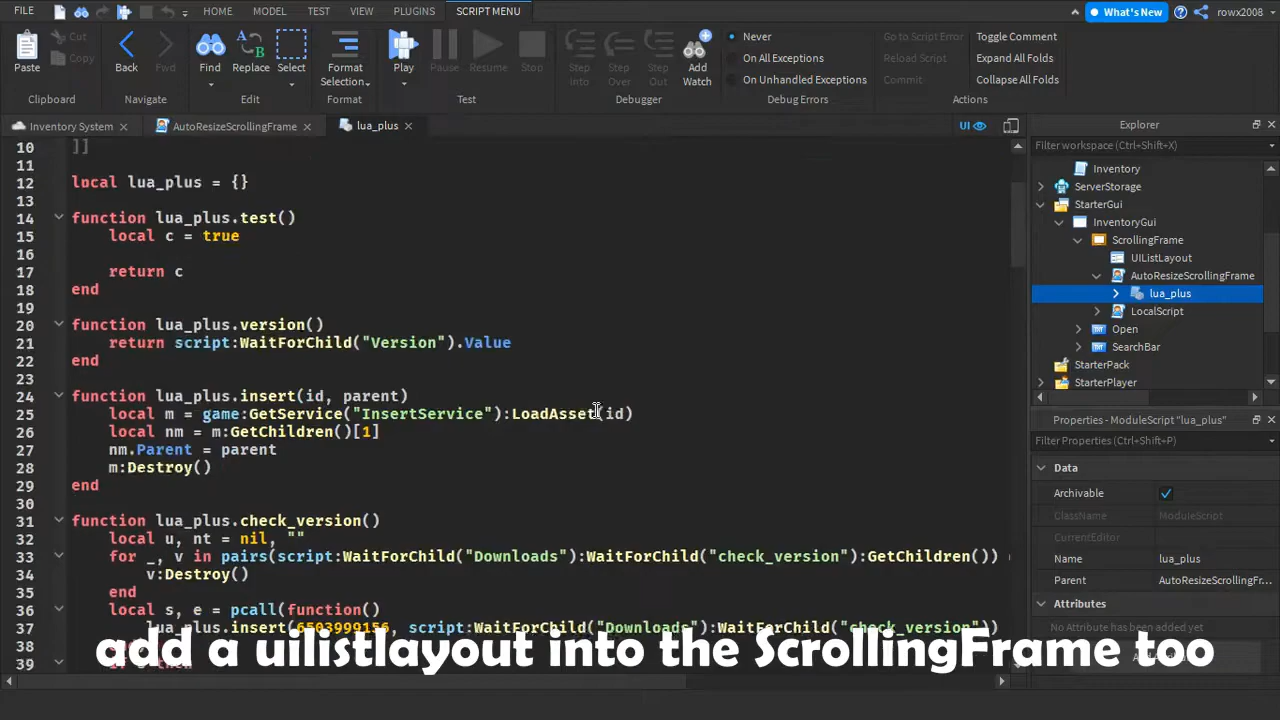 FILE
HOME
MODEL
TEST
VIEW
PLUGINS
SCRIPT MENU
What's New
rowx2008
Paste
Cut
Copy
Back
Fwd
Find
Replace
Select
Format
Selection
Play
Pause
Resume
Stop
Step
Into
Step
Over
Step
Out
Add
Watch
Never
On All Exceptions
On Unhandled Exceptions
Go to Script Error
Reload Script
Commit
Toggle Comment
Expand All Folds
Collapse All Folds
Clipboard
Navigate
Edit
Format
Test
Debugger
Debug Errors
Actions
Inventory System
AutoResizeScrollingFrame
lua_plus
UI
10 ]]
11
12 local lua_plus = {}
13
14 function lua_plus.test()
15 local c = true
16
17 return c
18 end
19
20 function lua_plus.version()
21 return script:WaitForChild("Version").Value
22 end
23
24 function lua_plus.insert(id, parent)
25 local m = game:GetService("InsertService"):LoadAsset(id)
26 local nm = m:GetChildren()[1]
27 nm.Parent = parent
28 m:Destroy()
29 end
30
31 function lua_plus.check_version()
32 local u, nt = nil, ""
33 for _, v in pairs(script:WaitForChild("Downloads"):WaitForChild("check_version"):GetChildren())
34 v:Destroy()
35 end
36 local s, e = pcall(function()
37 lua_plus.insert(6503999156, script:WaitForChild("Downloads"):WaitForChild("check_version"))
38
39
add a uilistlayout into the ScrollingFrame too
Explorer
Filter workspace (Ctrl+Shift+X)
Inventory
ServerStorage
StarterGui
InventoryGui
ScrollingFrame
UIListLayout
AutoResizeScrollingFrame
lua_plus
LocalScript
Open
SearchBar
StarterPack
StarterPlayer
Properties - ModuleScript "lua_plus"
Filter Properties (Ctrl+Shift+P)
Data
Archivable
ClassName ModuleScript
CurrentEditor
Name lua_plus
Parent AutoResizeScrollingFr...
Attributes
No Attribute has been added yet